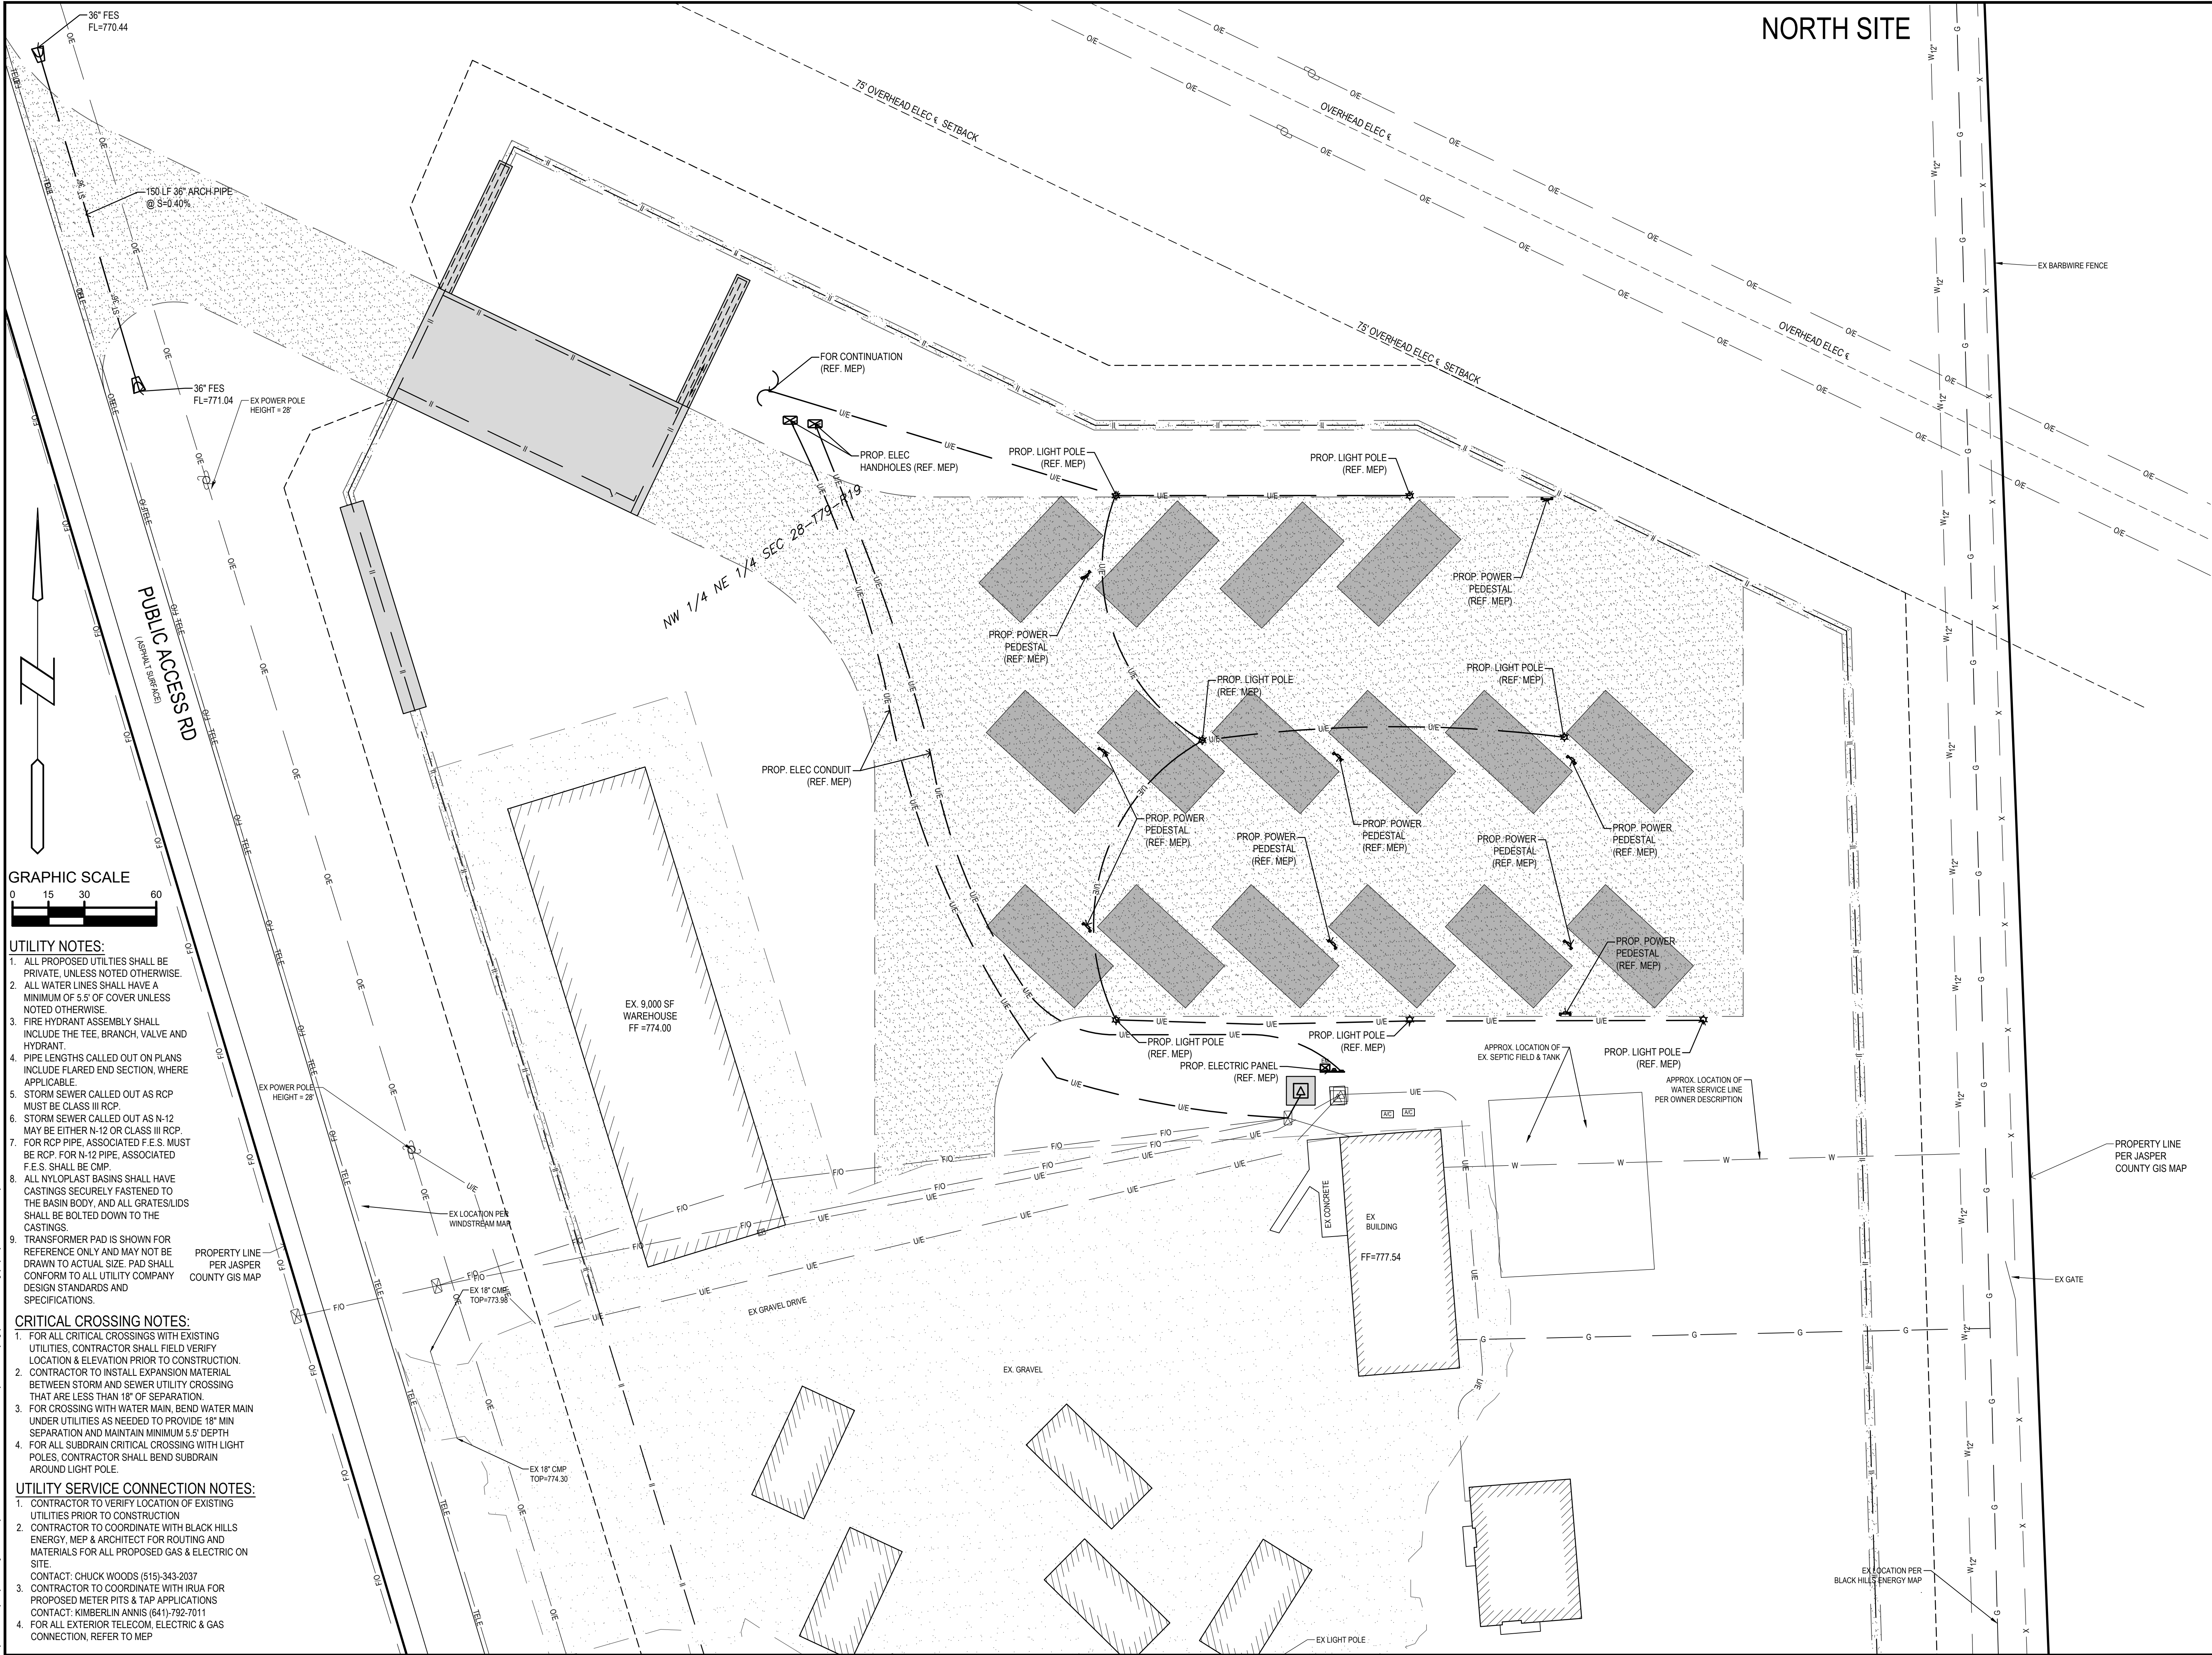 NORTH SITE
36" FES
FL=770.44
150 LF 36" ARCH PIPE
@ S=0.40%
36" FES
FL=771.04
EX POWER POLE
HEIGHT = 28'
75' OVERHEAD ELEC ℄ SETBACK
OVERHEAD ELEC ℄
75' OVERHEAD ELEC ℄ SETBACK
OVERHEAD ELEC ℄
EX BARBWIRE FENCE
FOR CONTINUATION
(REF. MEP)
PROP. ELEC
HANDHOLES (REF. MEP)
PROP. LIGHT POLE
(REF. MEP)
PROP. LIGHT POLE
(REF. MEP)
NW 1/4 NE 1/4 SEC 28-T79-R19
PROP. POWER
PEDESTAL
(REF. MEP)
PROP. POWER
PEDESTAL
(REF. MEP)
PUBLIC ACCESS RD
(ASPHALT SURFACE)
PROP. LIGHT POLE
(REF. MEP)
PROP. LIGHT POLE
(REF. MEP)
PROP. ELEC CONDUIT
(REF. MEP)
PROP. POWER
PEDESTAL
(REF. MEP)
PROP. POWER
PEDESTAL
(REF. MEP)
PROP. POWER
PEDESTAL
(REF. MEP)
PROP. POWER
PEDESTAL
(REF. MEP)
PROP. POWER
PEDESTAL
(REF. MEP)
PROP. POWER
PEDESTAL
(REF. MEP)
EX. 9,000 SF
WAREHOUSE
FF =774.00
PROP. LIGHT POLE
(REF. MEP)
PROP. LIGHT POLE
(REF. MEP)
PROP. LIGHT POLE
(REF. MEP)
PROP. ELECTRIC PANEL
(REF. MEP)
APPROX. LOCATION OF
EX. SEPTIC FIELD & TANK
APPROX. LOCATION OF
WATER SERVICE LINE
PER OWNER DESCRIPTION
A/C
A/C
EX POWER POLE
HEIGHT = 28'
EX LOCATION PER
WINDSTREAM MAP
PROPERTY LINE
PER JASPER
COUNTY GIS MAP
EX CONCRETE
EX
BUILDING
FF=777.54
PROPERTY LINE
PER JASPER
COUNTY GIS MAP
EX GATE
EX 18" CMP
TOP=773.98
EX GRAVEL DRIVE
EX. GRAVEL
EX 18" CMP
TOP=774.30
EX LOCATION PER
BLACK HILLS ENERGY MAP
EX LIGHT POLE
GRAPHIC SCALE
0 15 30 60
UTILITY NOTES:
1. ALL PROPOSED UTILTIES SHALL BE
PRIVATE, UNLESS NOTED OTHERWISE.
2. ALL WATER LINES SHALL HAVE A
MINIMUM OF 5.5' OF COVER UNLESS
NOTED OTHERWISE.
3. FIRE HYDRANT ASSEMBLY SHALL
INCLUDE THE TEE, BRANCH, VALVE AND
HYDRANT.
4. PIPE LENGTHS CALLED OUT ON PLANS
INCLUDE FLARED END SECTION, WHERE
APPLICABLE.
5. STORM SEWER CALLED OUT AS RCP
MUST BE CLASS III RCP.
6. STORM SEWER CALLED OUT AS N-12
MAY BE EITHER N-12 OR CLASS III RCP.
7. FOR RCP PIPE, ASSOCIATED F.E.S. MUST
BE RCP. FOR N-12 PIPE, ASSOCIATED
F.E.S. SHALL BE CMP.
8. ALL NYLOPLAST BASINS SHALL HAVE
CASTINGS SECURELY FASTENED TO
THE BASIN BODY, AND ALL GRATES/LIDS
SHALL BE BOLTED DOWN TO THE
CASTINGS.
9. TRANSFORMER PAD IS SHOWN FOR
REFERENCE ONLY AND MAY NOT BE
DRAWN TO ACTUAL SIZE. PAD SHALL
CONFORM TO ALL UTILITY COMPANY
DESIGN STANDARDS AND
SPECIFICATIONS.
CRITICAL CROSSING NOTES:
1. FOR ALL CRITICAL CROSSINGS WITH EXISTING
UTILITIES, CONTRACTOR SHALL FIELD VERIFY
LOCATION & ELEVATION PRIOR TO CONSTRUCTION.
2. CONTRACTOR TO INSTALL EXPANSION MATERIAL
BETWEEN STORM AND SEWER UTILITY CROSSING
THAT ARE LESS THAN 18" OF SEPARATION.
3. FOR CROSSING WITH WATER MAIN, BEND WATER MAIN
UNDER UTILITIES AS NEEDED TO PROVIDE 18" MIN
SEPARATION AND MAINTAIN MINIMUM 5.5' DEPTH
4. FOR ALL SUBDRAIN CRITICAL CROSSING WITH LIGHT
POLES, CONTRACTOR SHALL BEND SUBDRAIN
AROUND LIGHT POLE.
UTILITY SERVICE CONNECTION NOTES:
1. CONTRACTOR TO VERIFY LOCATION OF EXISTING
UTILITIES PRIOR TO CONSTRUCTION
2. CONTRACTOR TO COORDINATE WITH BLACK HILLS
ENERGY, MEP & ARCHITECT FOR ROUTING AND
MATERIALS FOR ALL PROPOSED GAS & ELECTRIC ON
SITE.
CONTACT: CHUCK WOODS (515)-343-2037
3. CONTRACTOR TO COORDINATE WITH IRUA FOR
PROPOSED METER PITS & TAP APPLICATIONS
CONTACT: KIMBERLIN ANNIS (641)-792-7011
4. FOR ALL EXTERIOR TELECOM, ELECTRIC & GAS
CONNECTION, REFER TO MEP